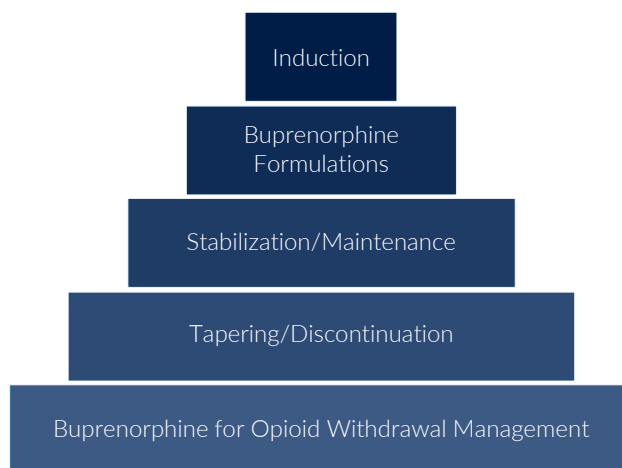 Induction
Buprenorphine
Formulations
Stabilization/Maintenance
Tapering/Discontinuation
Buprenorphine for Opioid Withdrawal Management